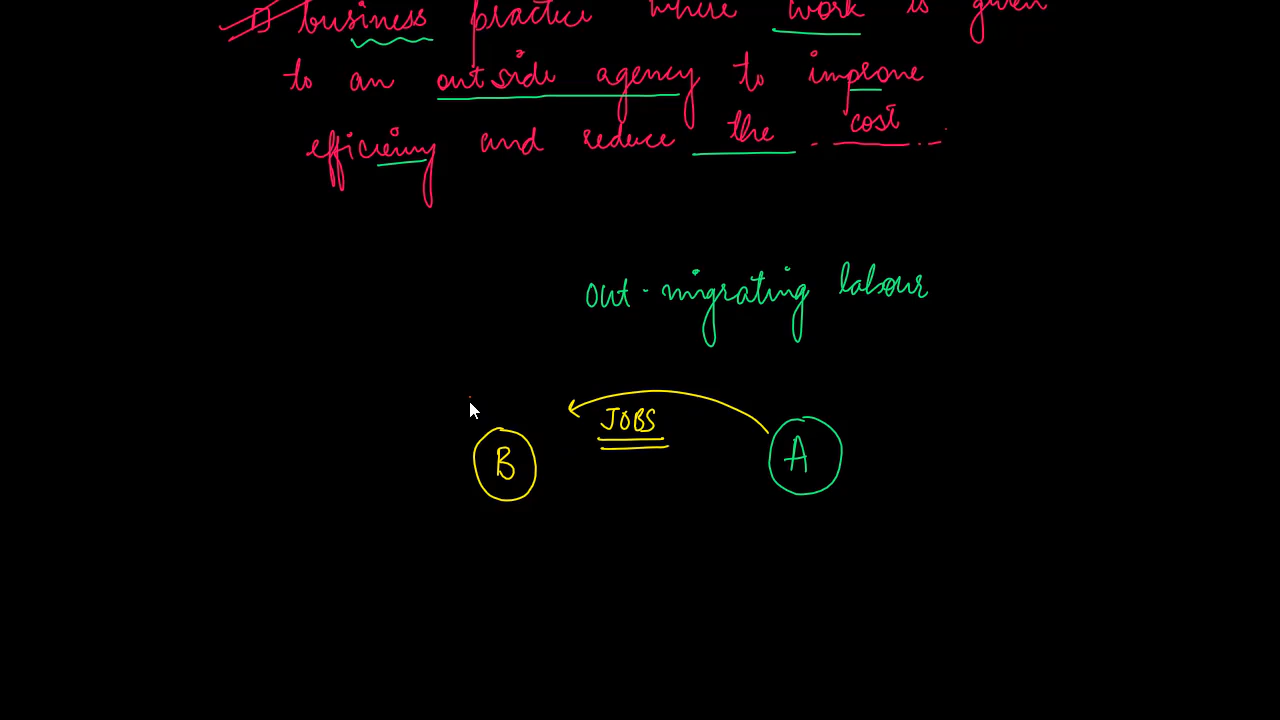 business practice where work is given
to an outside agency to improve
efficiency and reduce the cost
out-migrating labour
JOBS
B
A